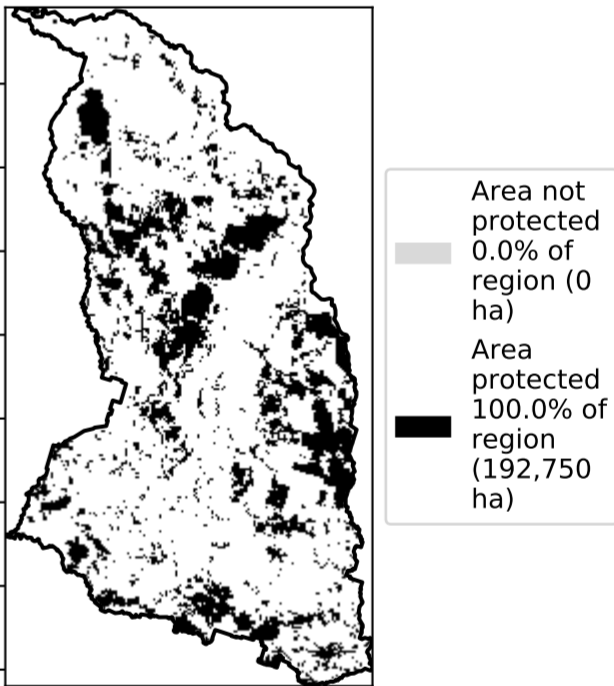 Area not
protected
0.0% of
region (0
ha)
Area
protected
100.0% of
region
(192,750
ha)